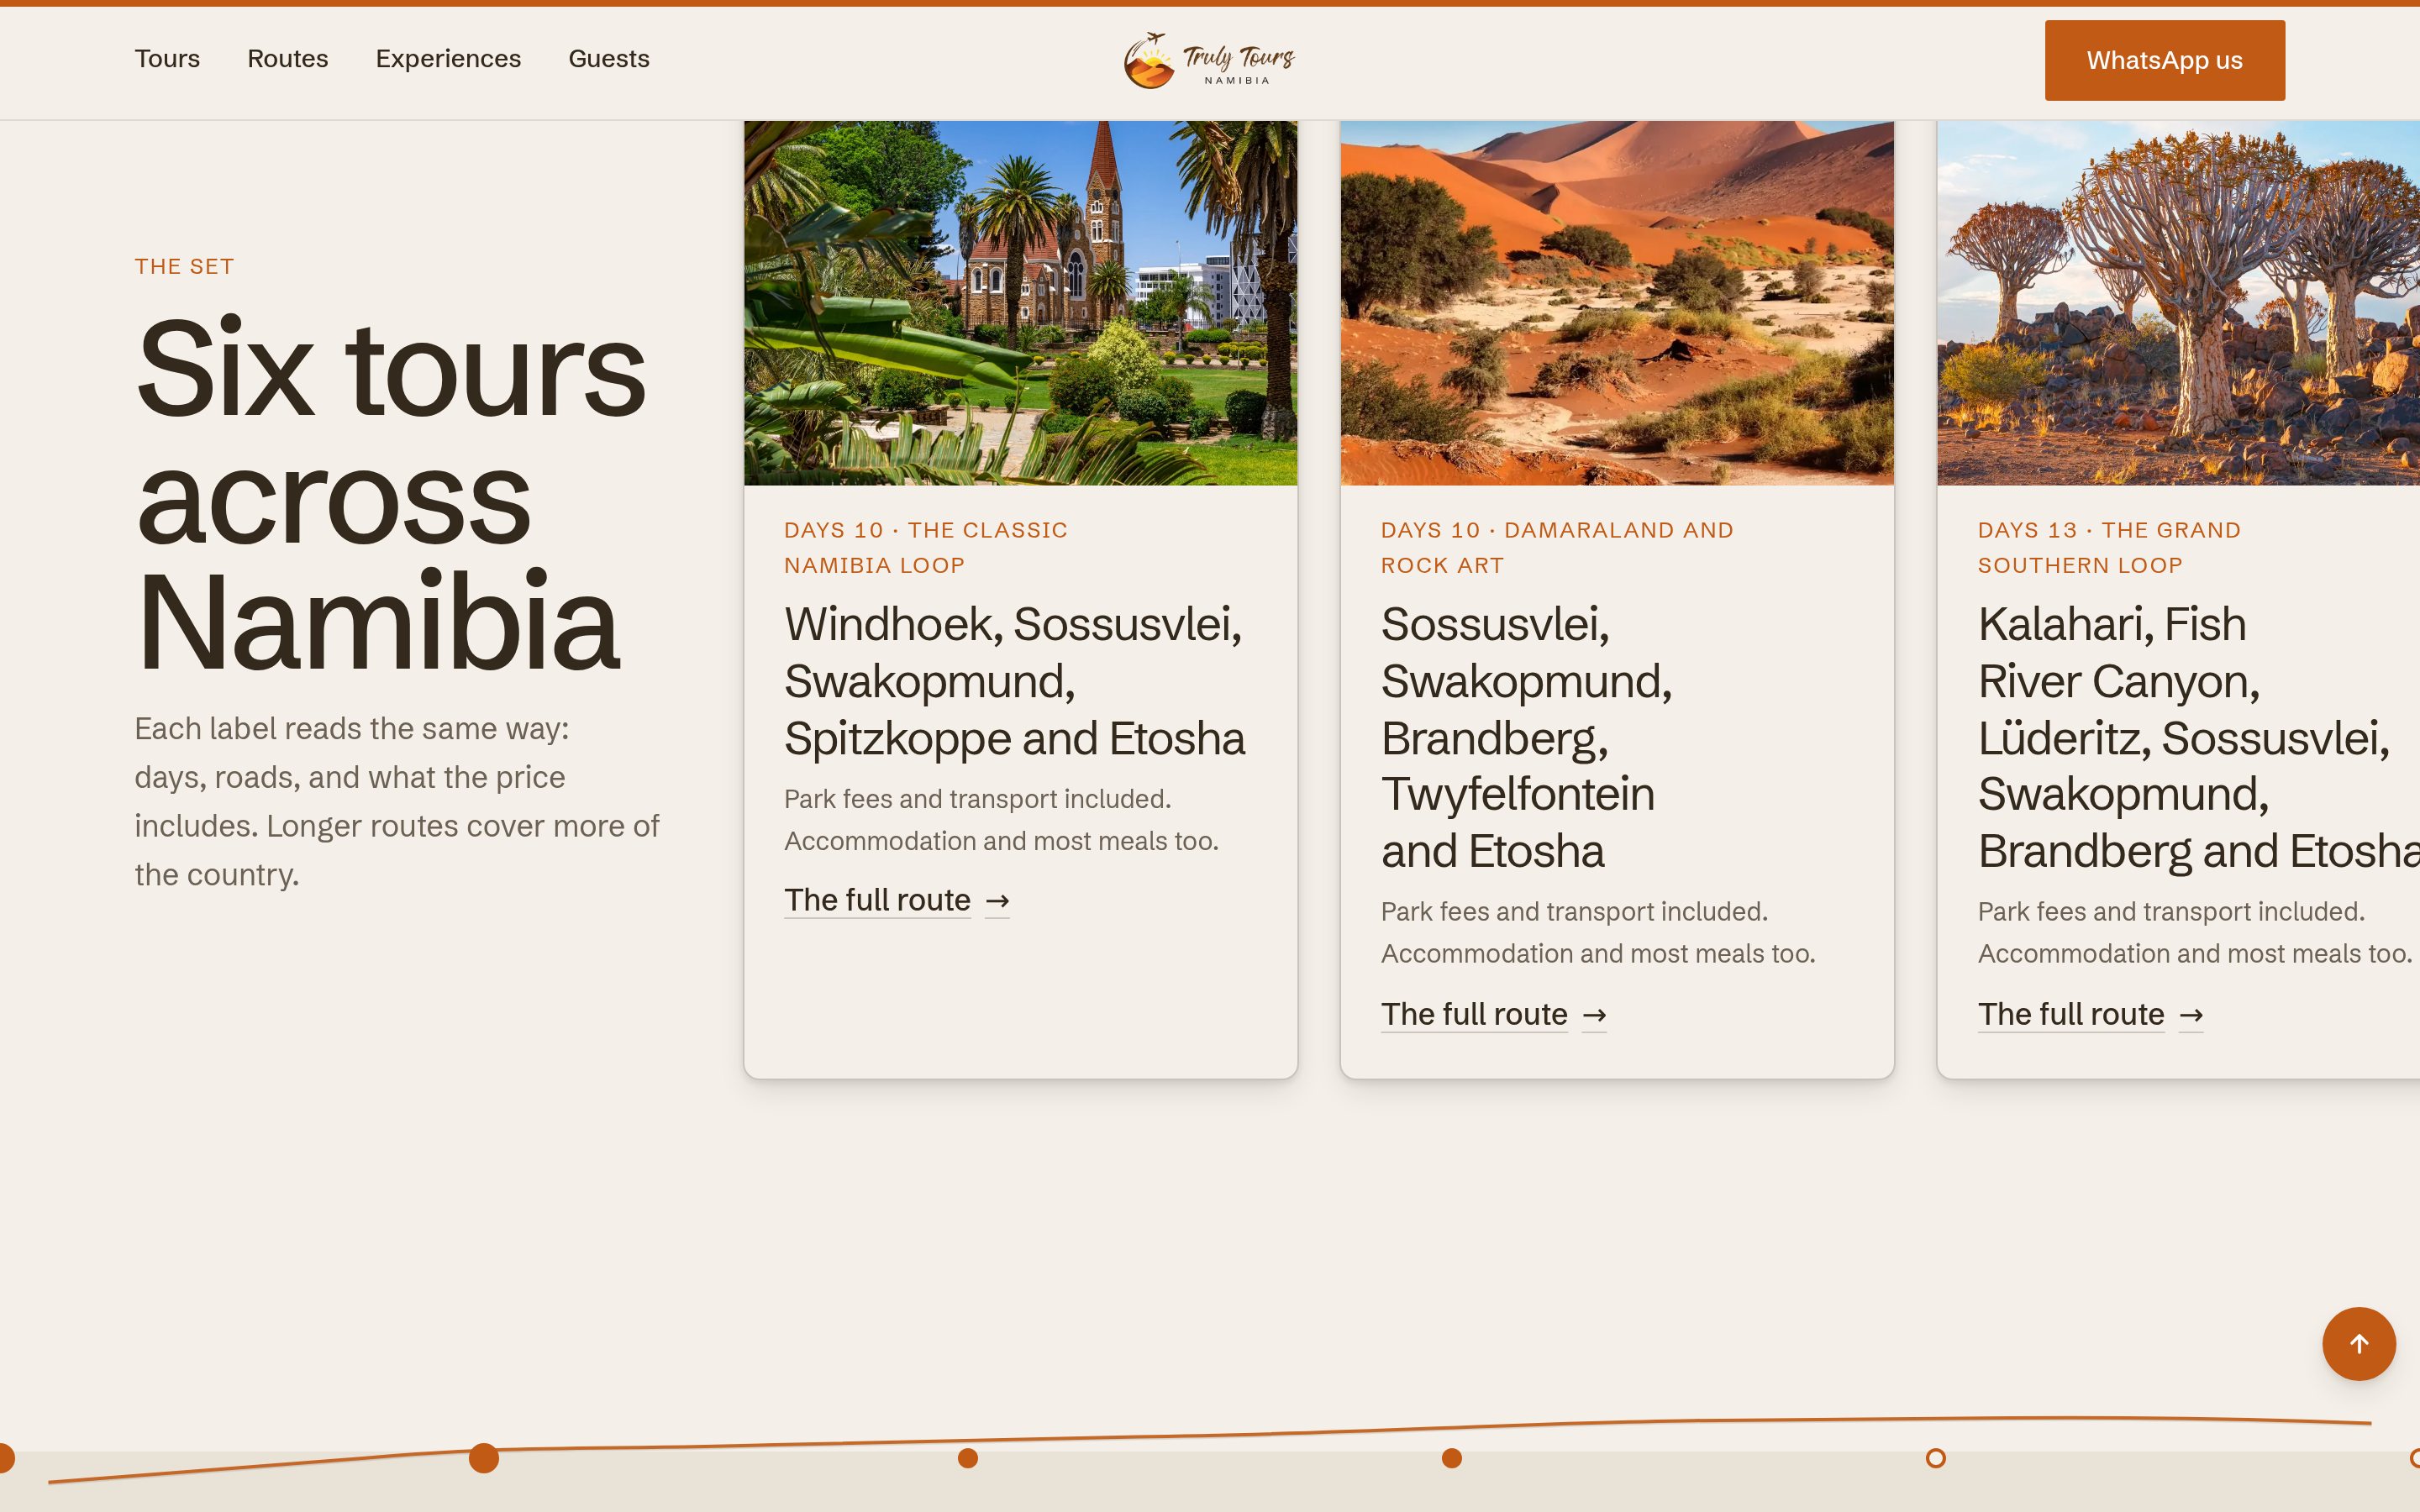 Tours
Routes
Experiences
Guests
Truly Tours
NAMIBIA
WhatsApp us
THE SET
Six tours
across
Namibia
Each label reads the same way:
days, roads, and what the price
includes. Longer routes cover more of
the country.
DAYS 10 · THE CLASSIC
NAMIBIA LOOP
Windhoek, Sossusvlei,
Swakopmund,
Spitzkoppe and Etosha
Park fees and transport included.
Accommodation and most meals too.
The full route →
DAYS 10 · DAMARALAND AND
ROCK ART
Sossusvlei,
Swakopmund,
Brandberg,
Twyfelfontein
and Etosha
Park fees and transport included.
Accommodation and most meals too.
The full route →
DAYS 13 · THE GRAND
SOUTHERN LOOP
Kalahari, Fish
River Canyon,
Lüderitz, Sossusvlei,
Swakopmund,
Brandberg and Etosha
Park fees and transport included.
Accommodation and most meals too.
The full route →